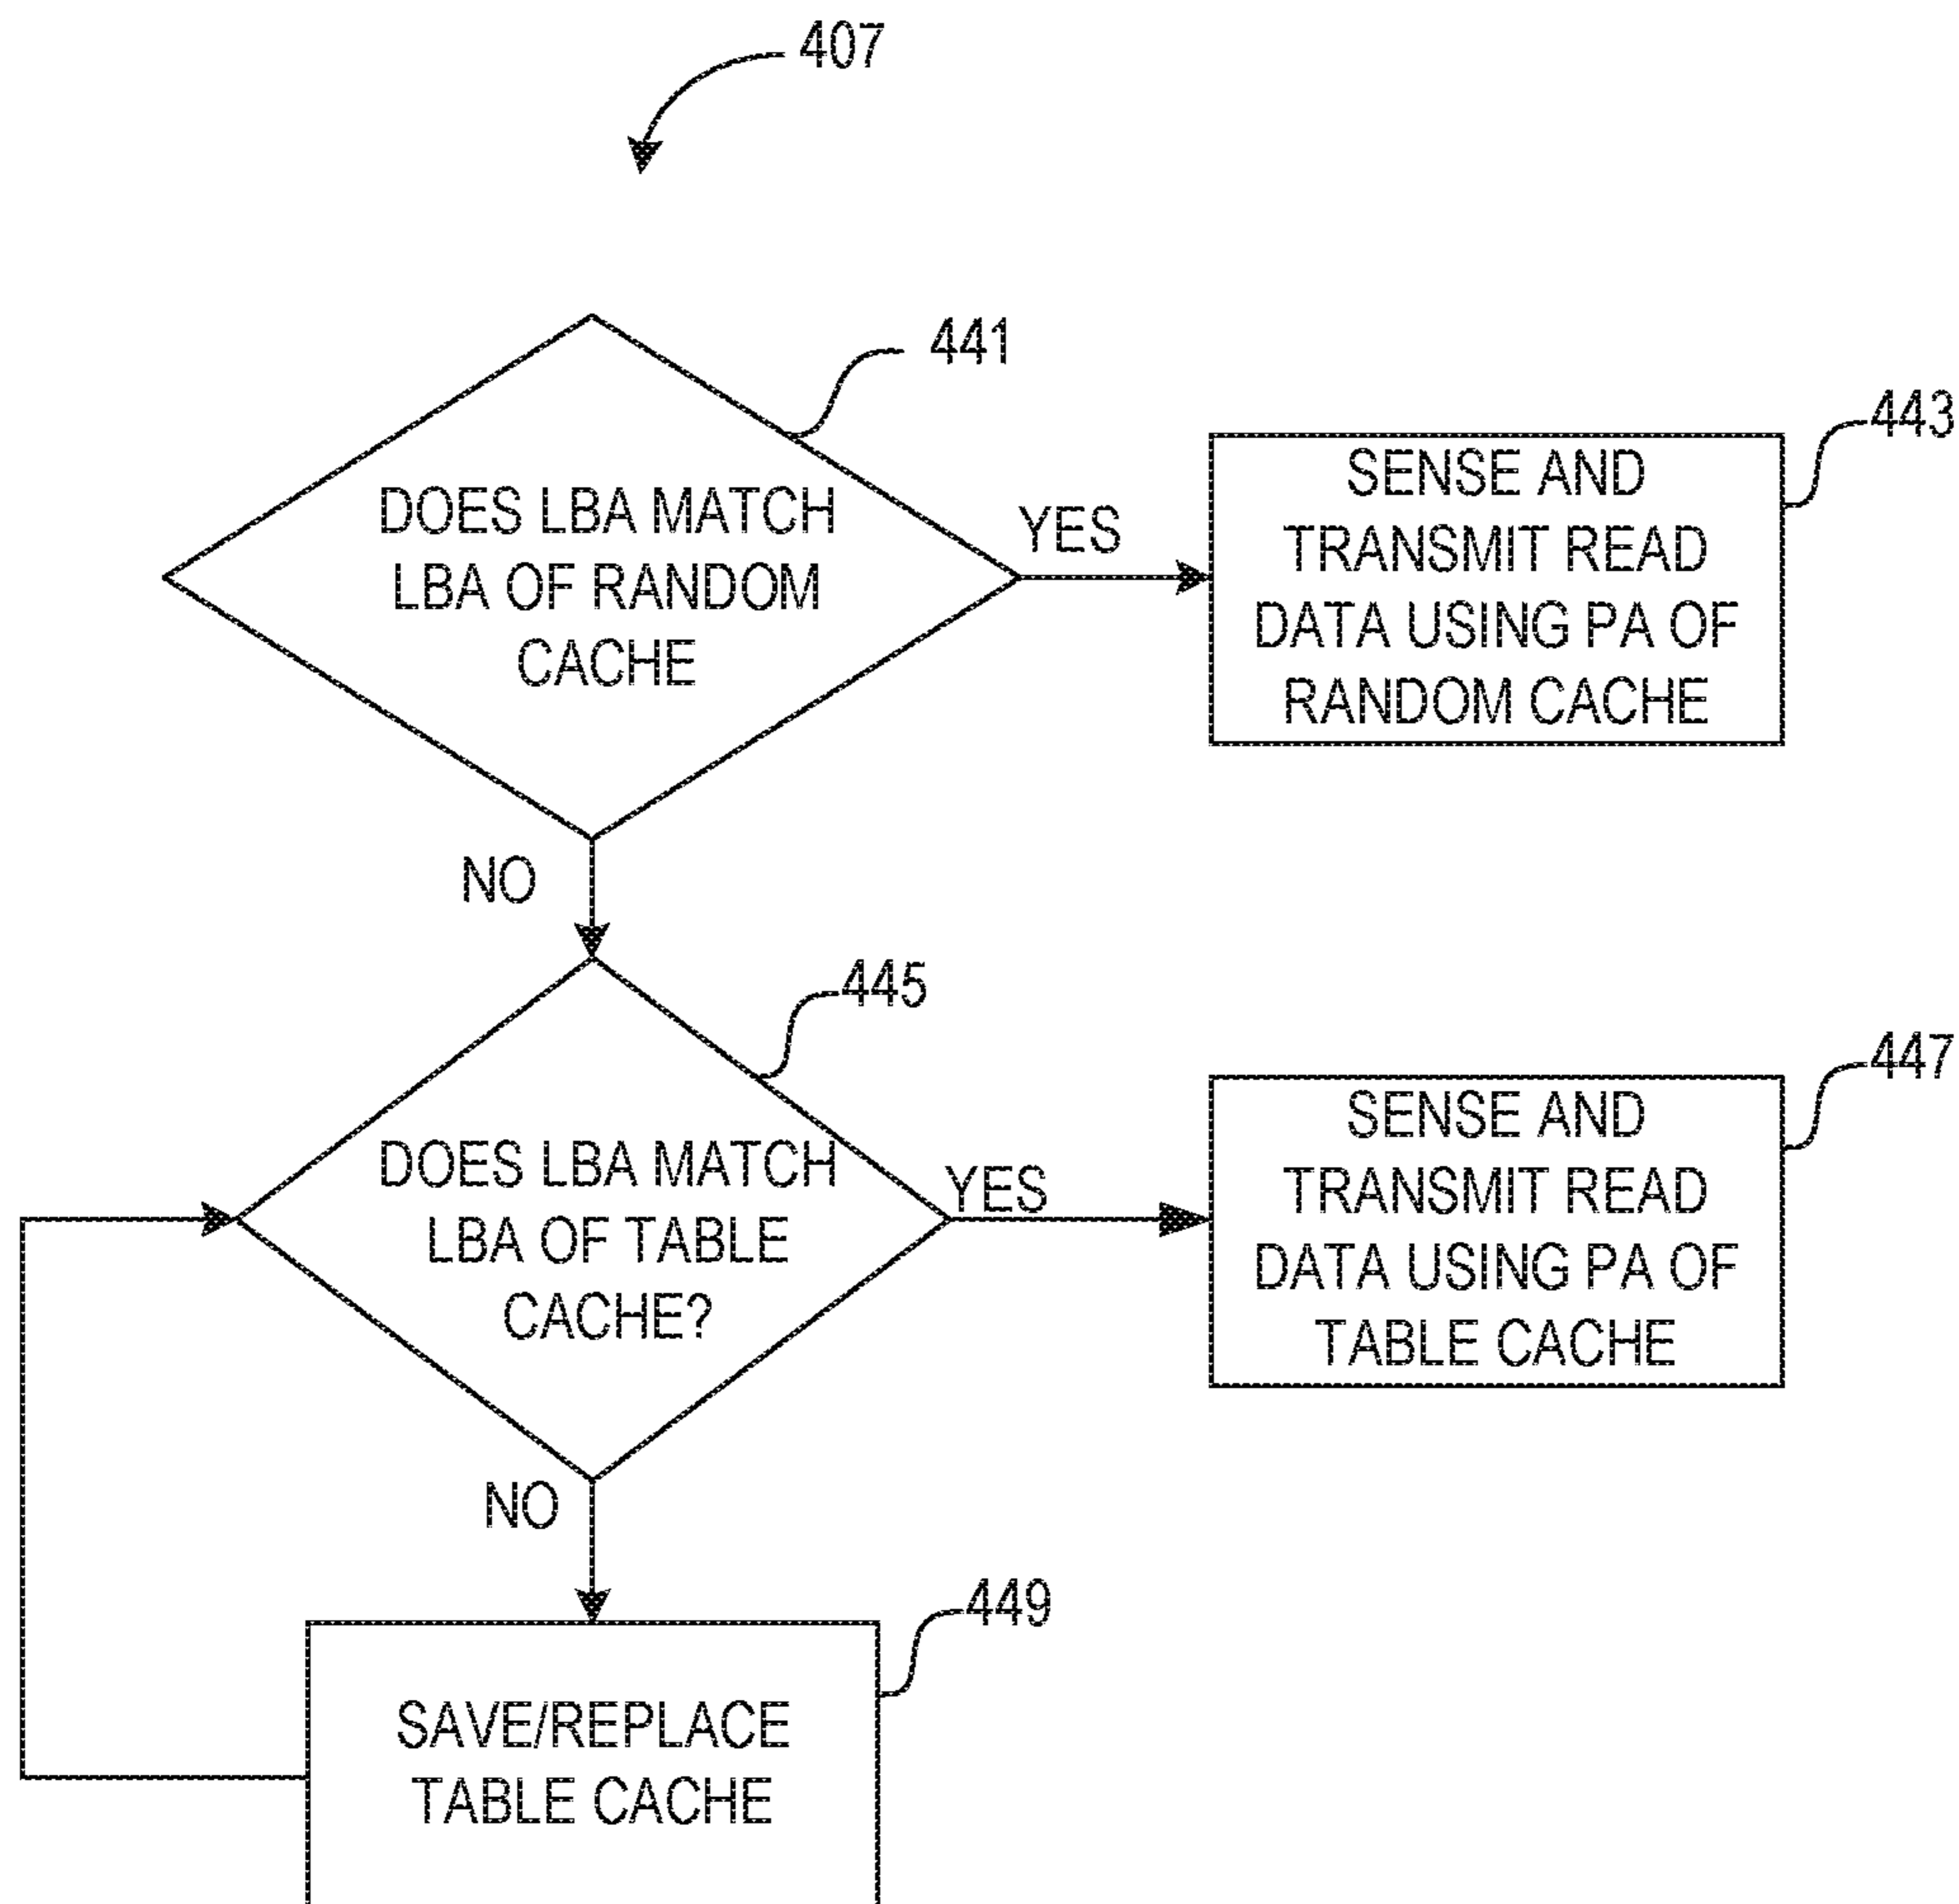 407
441
DOES LBA MATCH
LBA OF RANDOM
CACHE
YES
443
SENSE AND
TRANSMIT READ
DATA USING PA OF
RANDOM CACHE
NO
445
DOES LBA MATCH
LBA OF TABLE
CACHE?
YES
447
SENSE AND
TRANSMIT READ
DATA USING PA OF
TABLE CACHE
NO
449
SAVE/REPLACE
TABLE CACHE